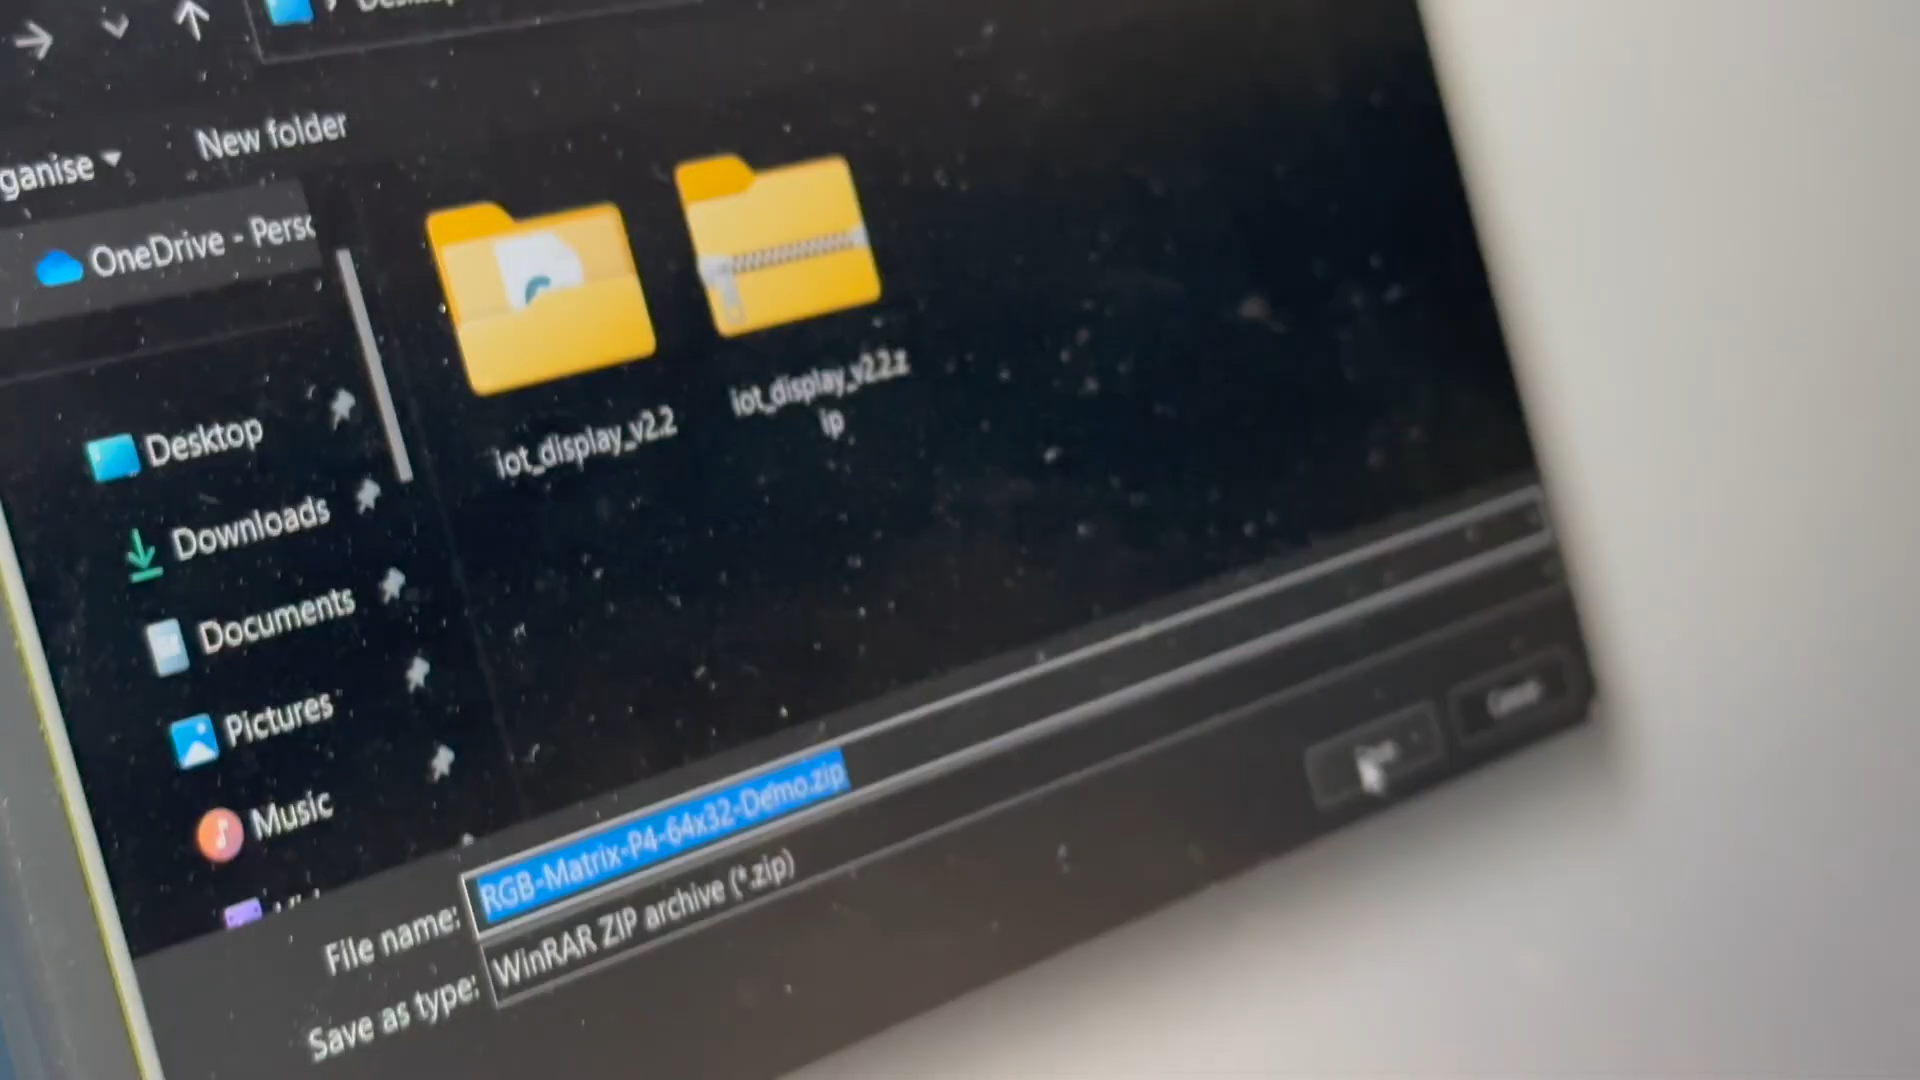 New folder
ganise
OneDrive - Persc
iot_display_v2.2
iot_display_v2.2.z
ip
Desktop
Downloads
Documents
Pictures
Music
File name: RGB-Matrix-P4-64x32-Demo.zip
Save as type: WinRAR ZIP archive (*.zip)